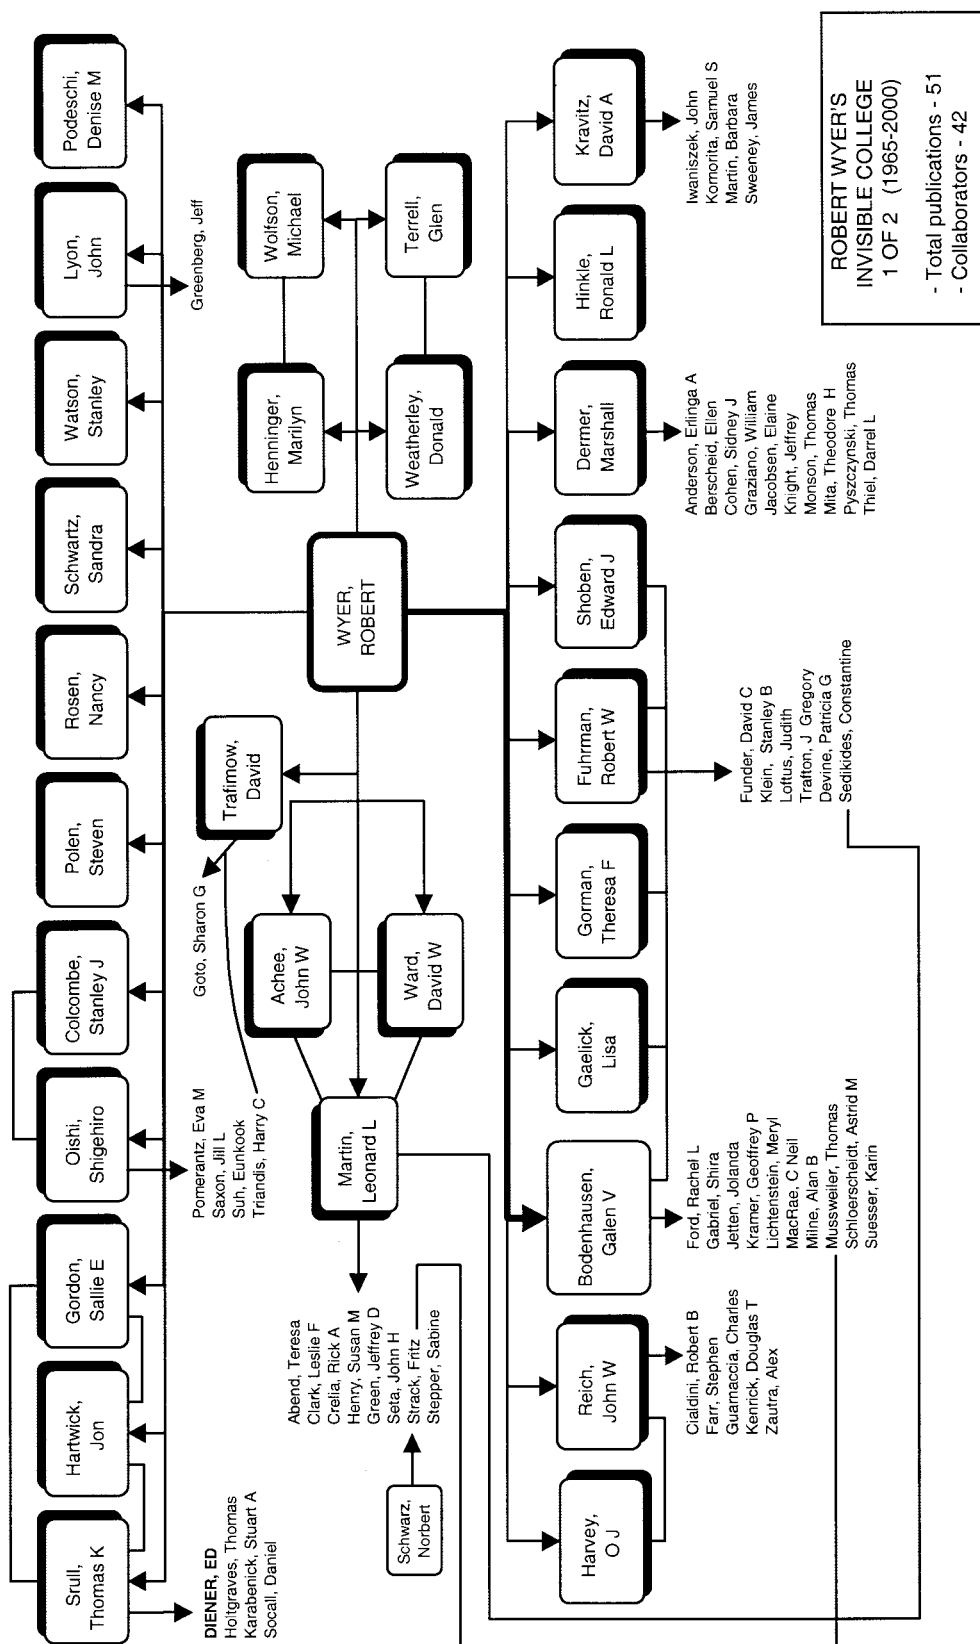 Srull,
Thomas K
Hartwick,
Jon
Gordon,
Sallie E
Oishi,
Shigehiro
Colcombe,
Stanley J
Polen,
Steven
Rosen,
Nancy
Schwartz,
Sandra
Watson,
Stanley
Lyon,
John
Podeschi,
Denise M
DIENER, ED
Holtgraves, Thomas
Karabenick, Stuart A
Socall, Daniel
Pomerantz, Eva M
Saxon, Jill L
Suh, Eunkook
Triandis, Harry C
Goto, Sharon G
Greenberg, Jeff
Trafimow,
David
Achee,
John W
Ward,
David W
Martin,
Leonard L
WYER,
ROBERT
Henninger,
Marilyn
Wolfson,
Michael
Weatherley,
Donald
Terrell,
Glen
Abend, Teresa
Clark, Leslie F
Crelia, Rick A
Henry, Susan M
Green, Jeffrey D
Seta, John H
Strack, Fritz
Stepper, Sabine
Schwarz,
Norbert
Harvey,
O J
Reich,
John W
Bodenhausen,
Galen V
Gaelick,
Lisa
Gorman,
Theresa F
Fuhrman,
Robert W
Shoben,
Edward J
Dermer,
Marshall
Hinkle,
Ronald L
Kravitz,
David A
Cialdini, Robert B
Farr, Stephen
Guarnaccia, Charles
Kenrick, Douglas T
Zautra, Alex
Ford, Rachel L
Gabriel, Shira
Jetten, Jolanda
Kramer, Geoffrey P
Lichtenstein, Meryl
MacRae, C Neil
Milne, Alan B
Mussweiler, Thomas
Schloerscheidt, Astrid M
Suesser, Karin
Funder, David C
Klein, Stanley B
Loftus, Judith
Trafton, J Gregory
Devine, Patricia G
Sedikides, Constantine
Anderson, Erlinga A
Berscheid, Ellen
Cohen, Sidney J
Graziano, William
Jacobsen, Elaine
Knight, Jeffrey
Monson, Thomas
Mita, Theodore H
Pyszczynski, Thomas
Thiel, Darrel L
Iwaniszek, John
Komorita, Samuel S
Martin, Barbara
Sweeney, James
ROBERT WYER'S
INVISIBLE COLLEGE
1 OF 2 (1965-2000)
- Total publications - 51
- Collaborators - 42